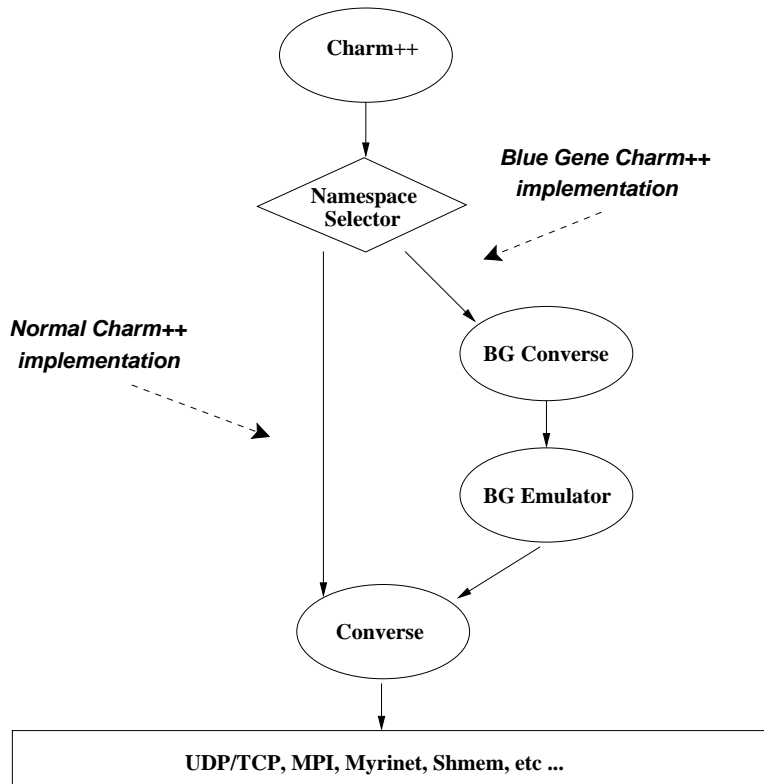 Charm++
Blue Gene Charm++
implementation
Namespace
Selector
Normal Charm++
implementation
BG Converse
BG Emulator
Converse
UDP/TCP, MPI, Myrinet, Shmem, etc ...